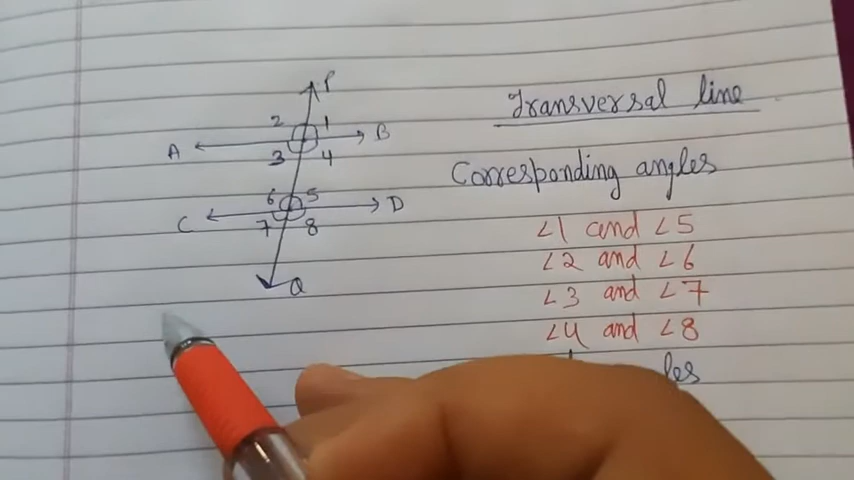 P
2 1
A B
3 4
6 5
C D
7 8
Q
Transversal line
Corresponding angles
∠1 and ∠5
∠2 and ∠6
∠3 and ∠7
∠4 and ∠8